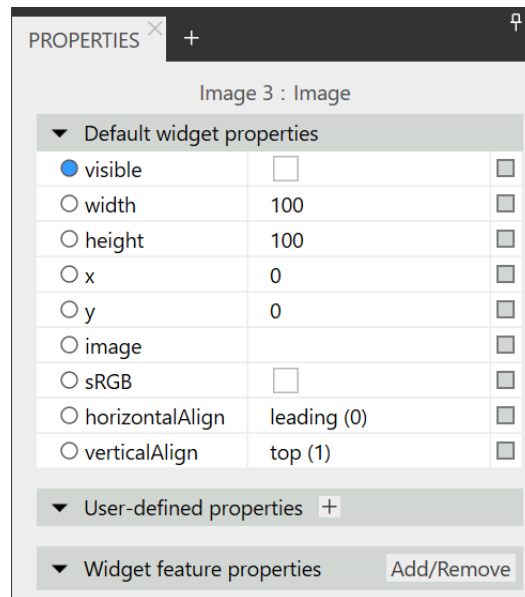 PROPERTIES
+
Image 3 : Image
Default widget properties
visible
width 100
height 100
x 0
y 0
image
sRGB
horizontalAlign leading (0)
verticalAlign top (1)
User-defined properties +
Widget feature properties Add/Remove